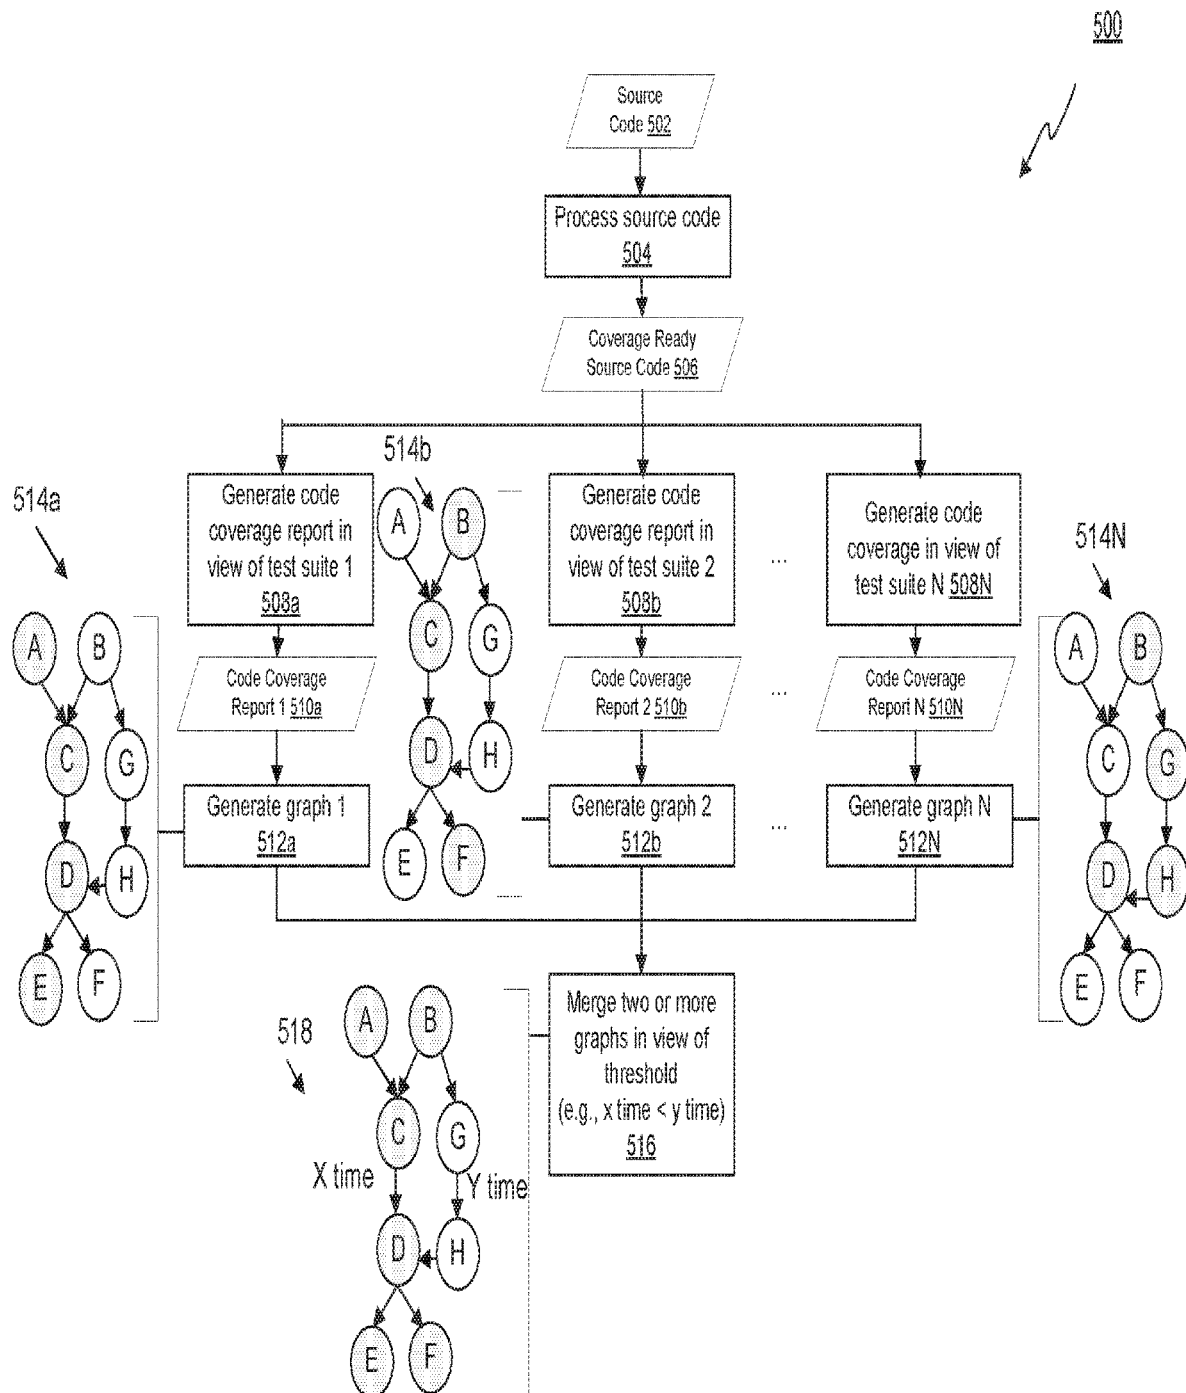 500
Source
Code 502
Process source code
504
Coverage Ready
Source Code 506
514a
Generate code
coverage report in
view of test suite 1
508a
514b
Generate code
coverage report in
view of test suite 2
508b
...
Generate code
coverage in view of
test suite N 508N
514N
Code Coverage
Report 1 510a
Code Coverage
Report 2 510b
...
Code Coverage
Report N 510N
Generate graph 1
512a
Generate graph 2
512b
...
Generate graph N
512N
A B
C G
D H
E F
A B
C G
D H
E F
A B
C G
D H
E F
Merge two or more
graphs in view of
threshold
(e.g., x time < y time)
516
518
A B
C G
X time Y time
D H
E F